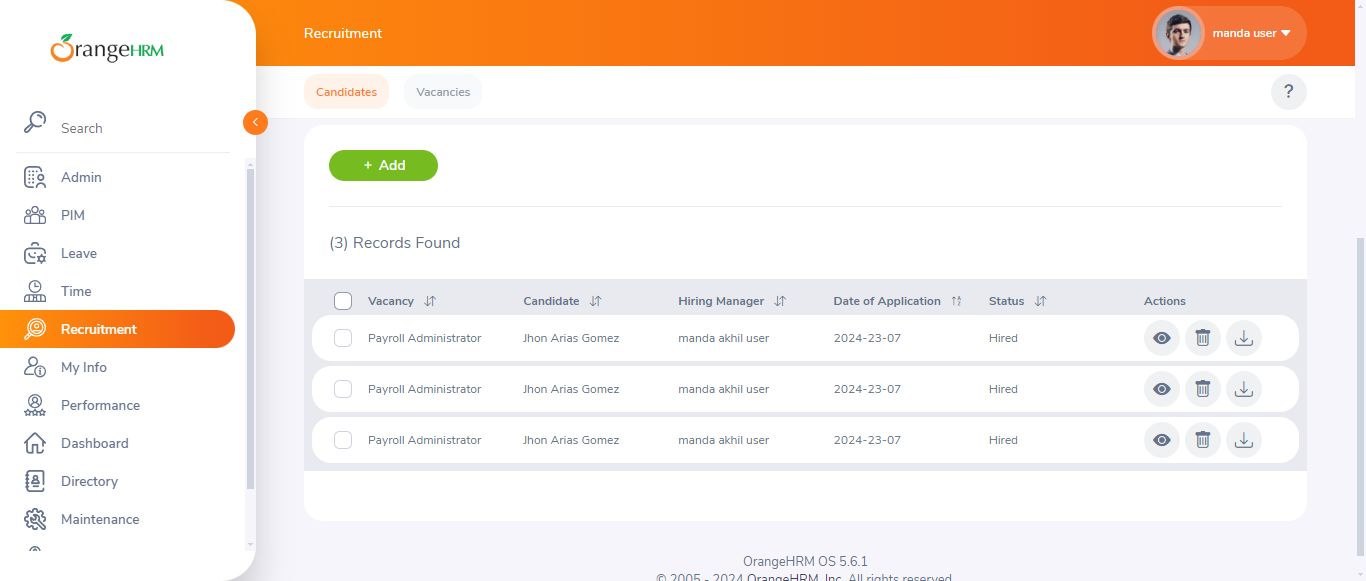 OrangeHRM
Recruitment
manda user
Candidates
Vacancies
?
Search
Admin
PIM
Leave
Time
Recruitment
My Info
Performance
Dashboard
Directory
Maintenance
+ Add
(3) Records Found
Vacancy Candidate Hiring Manager Date of Application Status Actions
Payroll Administrator Jhon Arias Gomez manda akhil user 2024-23-07 Hired
Payroll Administrator Jhon Arias Gomez manda akhil user 2024-23-07 Hired
Payroll Administrator Jhon Arias Gomez manda akhil user 2024-23-07 Hired
OrangeHRM OS 5.6.1
© 2005 - 2024 OrangeHRM, Inc. All rights reserved.